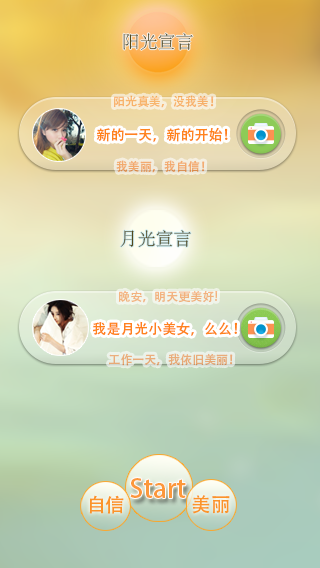 阳光宣言
阳光真美，没我美！
新的一天，新的开始！
我美丽，我自信！
月光宣言
晚安，明天更美好!
我是月光小美女，么么！
工作一天，我依旧美丽！
自信
Start
美丽